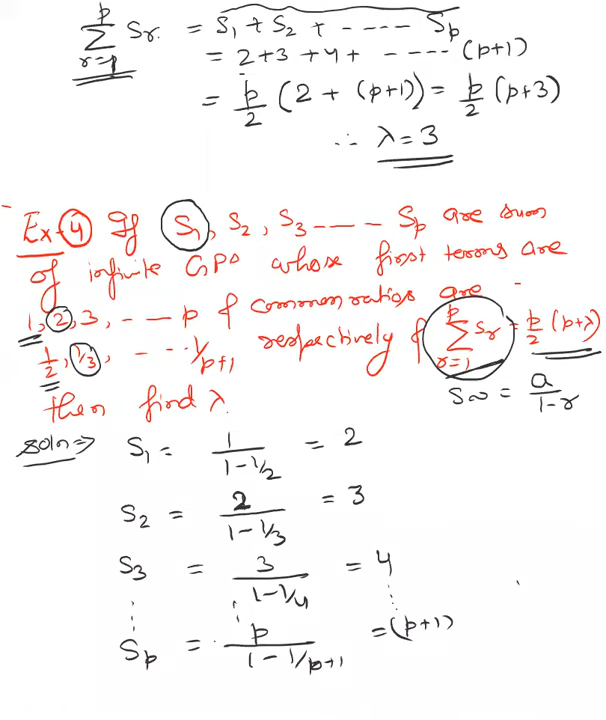 p
∑ Sr = S1 + S2 + ----- Sp
r=1
= 2+3+4+ ---- (p+1)
= p/2 (2 + (p+1)) = p/2 (p+3)
∴ λ = 3
Ex-4 If S1, S2, S3 ---- Sp are sum
of infinite GPs whose first terms are
1, 2, 3, --- p & common ratios are
1/2, 1/3, --- 1/p+1 respectively & ∑ r=1 p Sr = p/2 (p+λ)
then find λ.
S∞ = a/1-r
Soln ⇒ S1 = 1/1-1/2 = 2
S2 = 2/1-1/3 = 3
S3 = 3/1-1/4 = 4
Sp = p/1-1/p+1 = (p+1)